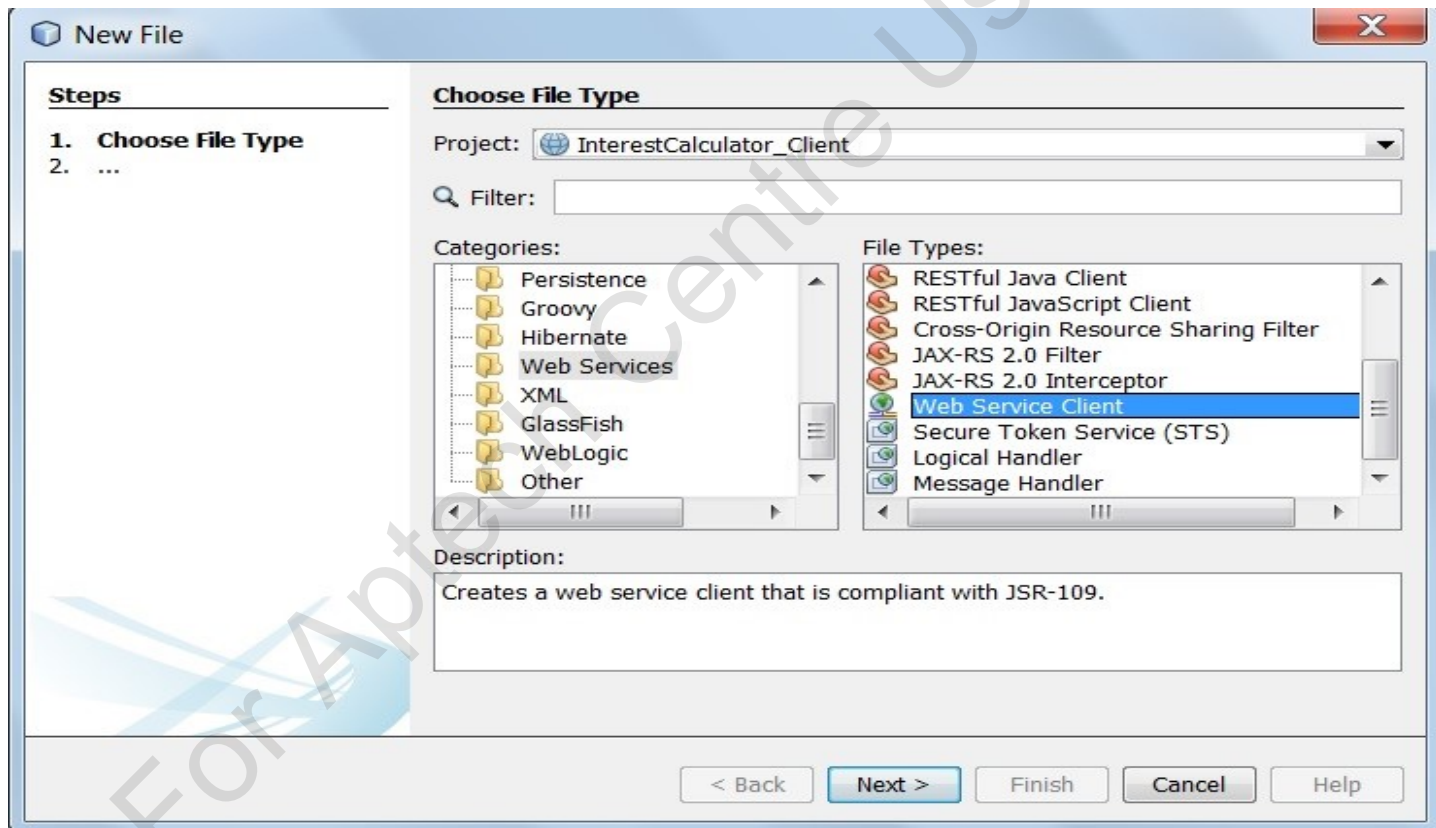 New File
Steps
1. Choose File Type
2. ...
Choose File Type
Project: InterestCalculator_Client
Filter:
Categories:
Persistence
Groovy
Hibernate
Web Services
XML
GlassFish
WebLogic
Other
File Types:
RESTful Java Client
RESTful JavaScript Client
Cross-Origin Resource Sharing Filter
JAX-RS 2.0 Filter
JAX-RS 2.0 Interceptor
Web Service Client
Secure Token Service (STS)
Logical Handler
Message Handler
Description:
Creates a web service client that is compliant with JSR-109.
< Back
Next >
Finish
Cancel
Help
For Aptech Centre